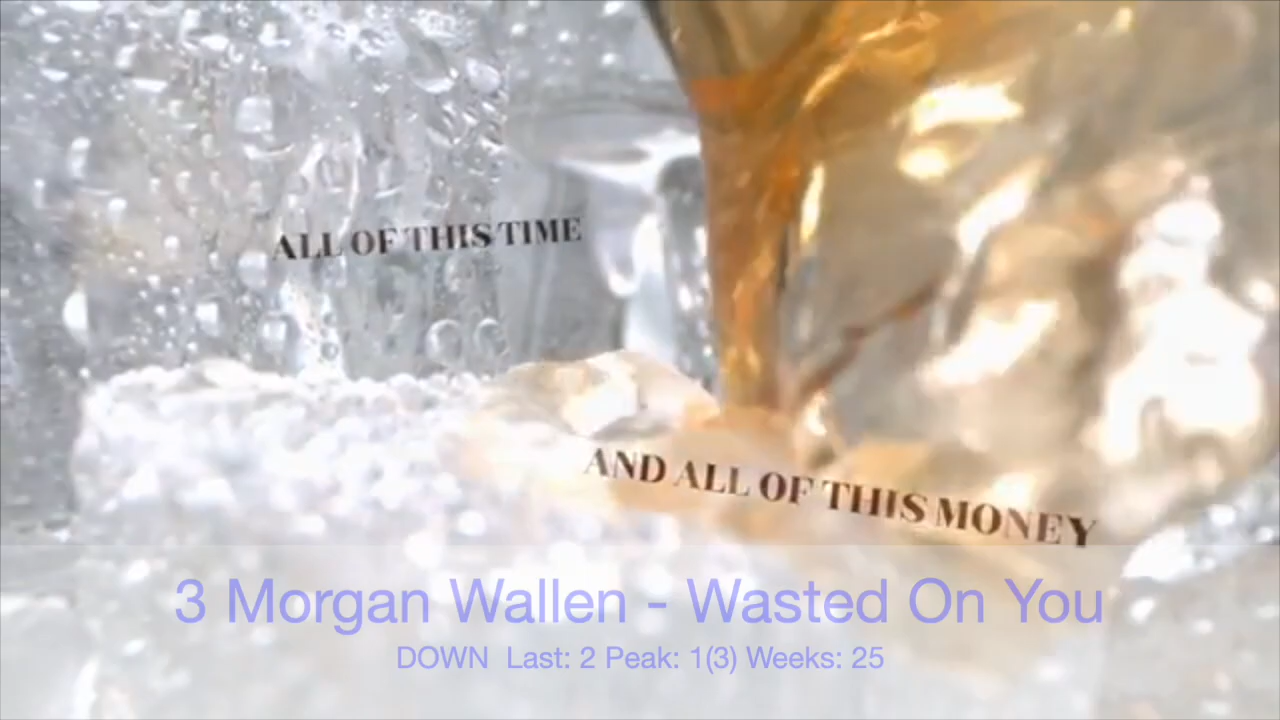 ALL OF THIS TIME
AND ALL OF THIS MONEY
3 Morgan Wallen - Wasted On You
DOWN  Last: 2 Peak: 1(3) Weeks: 25